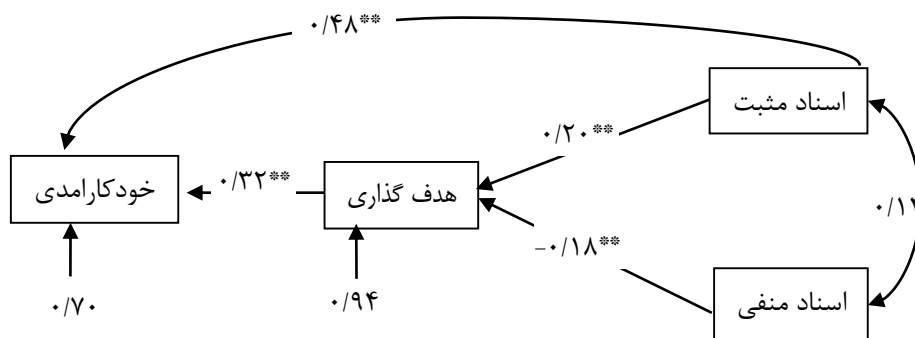 ۰/۴۸**
اسناد مثبت
۰/۲۰**
خودکارامدی
۰/۳۲**
هدف گذاری
-۰/۱۸**
۰/۷۰
۰/۹۴
اسناد منفی